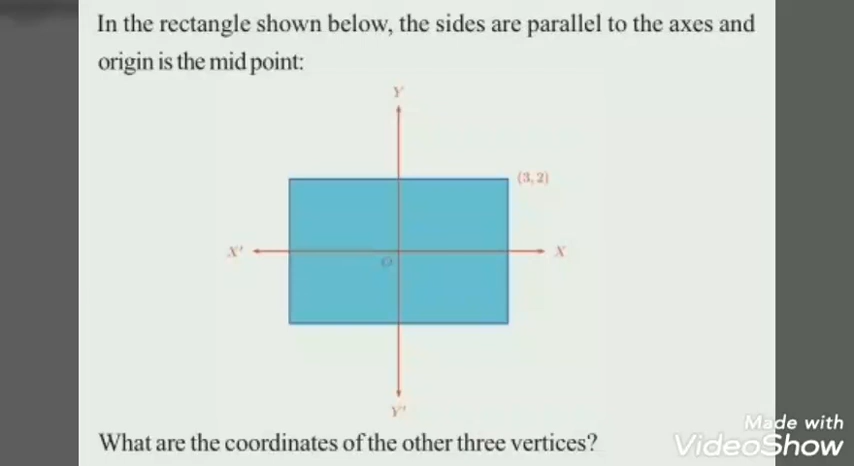 In the rectangle shown below, the sides are parallel to the axes and
origin is the mid point:
Y
(3, 2)
X'
O
X
Y'
What are the coordinates of the other three vertices?
Made with
VideoShow